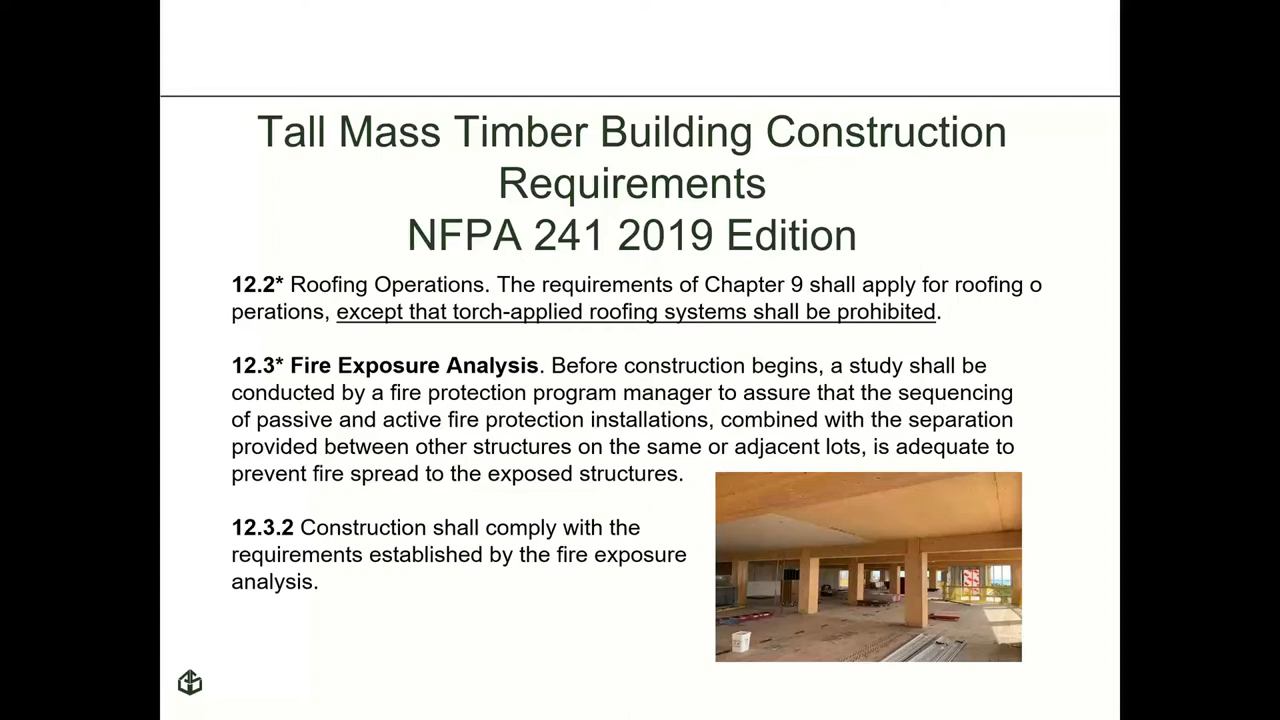 Tall Mass Timber Building Construction
Requirements
NFPA 241 2019 Edition
12.2* Roofing Operations. The requirements of Chapter 9 shall apply for roofing o
perations, except that torch-applied roofing systems shall be prohibited.
12.3* Fire Exposure Analysis. Before construction begins, a study shall be
conducted by a fire protection program manager to assure that the sequencing
of passive and active fire protection installations, combined with the separation
provided between other structures on the same or adjacent lots, is adequate to
prevent fire spread to the exposed structures.
12.3.2 Construction shall comply with the
requirements established by the fire exposure
analysis.